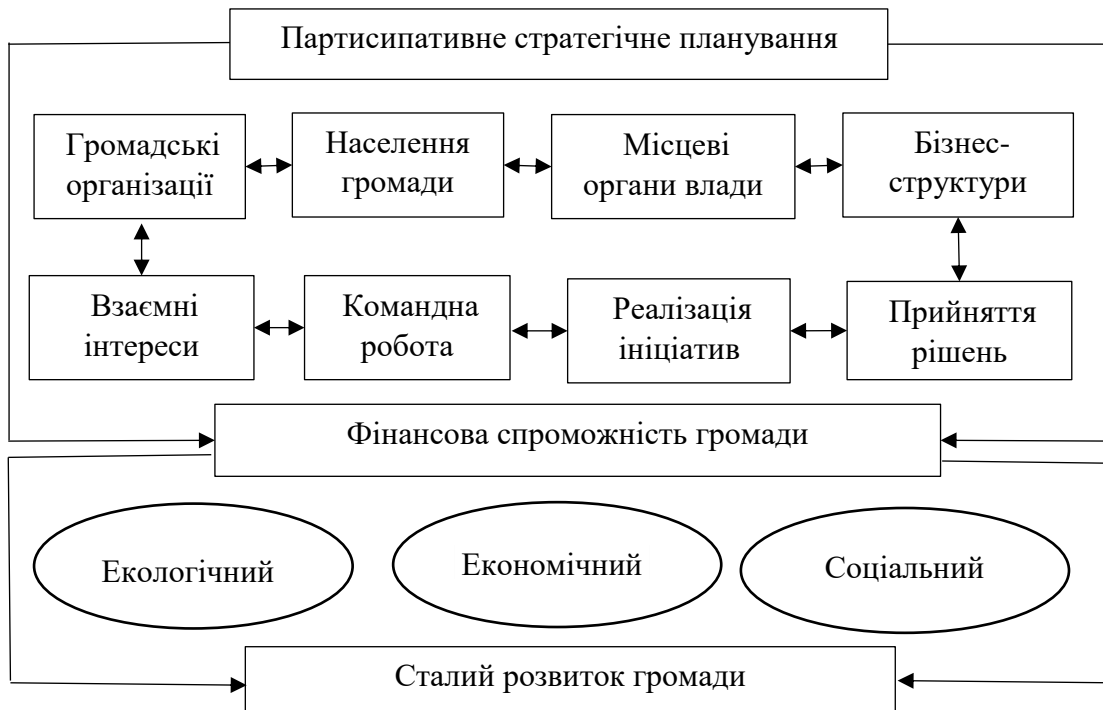 Партисипативне стратегічне планування
Громадські
організації
Населення
громади
Місцеві
органи влади
Бізнес-
структури
Взаємні
інтереси
Командна
робота
Реалізація
ініціатив
Прийняття
рішень
Фінансова спроможність громади
Екологічний
Економічний
Соціальний
Сталий розвиток громади